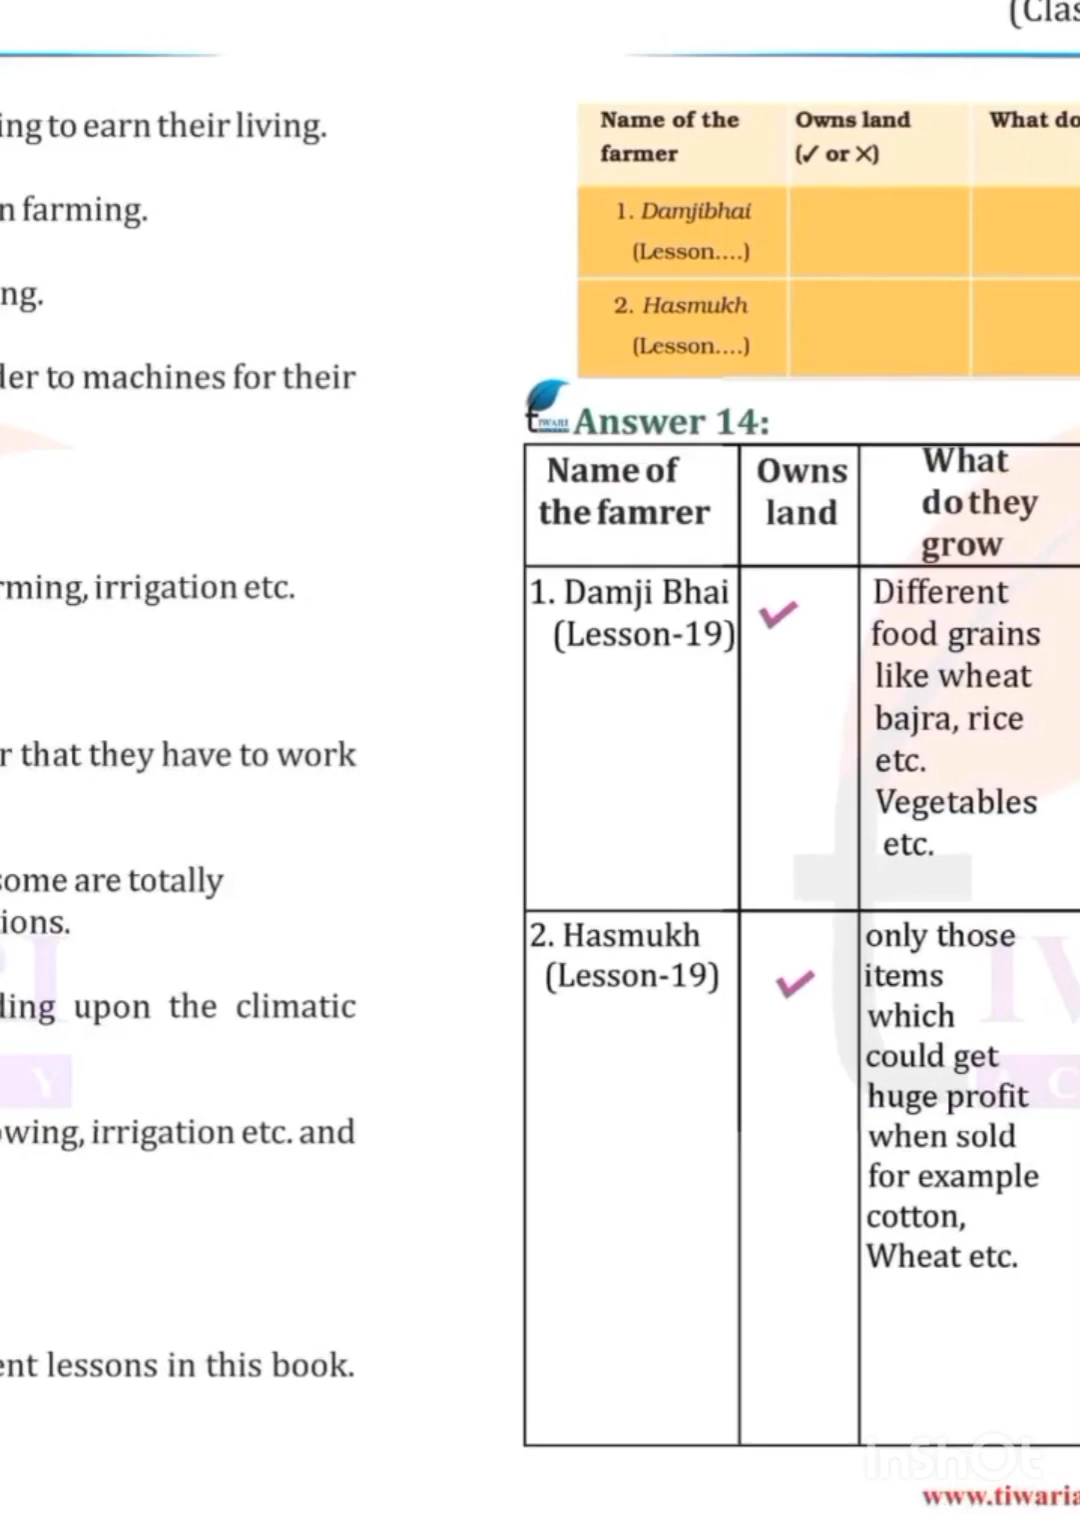 (Clas
ing to earn their living.
n farming.
ng.
ler to machines for their
rming, irrigation etc.
r that they have to work
some are totally
ions.
ling upon the climatic
owing, irrigation etc. and
ent lessons in this book.
Name of the farmer
Owns land (✓ or ✕)
What do
1. Damjibhai
(Lesson....)
2. Hasmukh
(Lesson....)
TIWARI
Answer 14:
Name of
the famrer
Owns
land
What
do they
grow
1. Damji Bhai
(Lesson-19)
✓
Different
food grains
like wheat
bajra, rice
etc.
Vegetables
etc.
2. Hasmukh
(Lesson-19)
✓
only those
items
which
could get
huge profit
when sold
for example
cotton,
Wheat etc.
InShOt
www.tiwaria